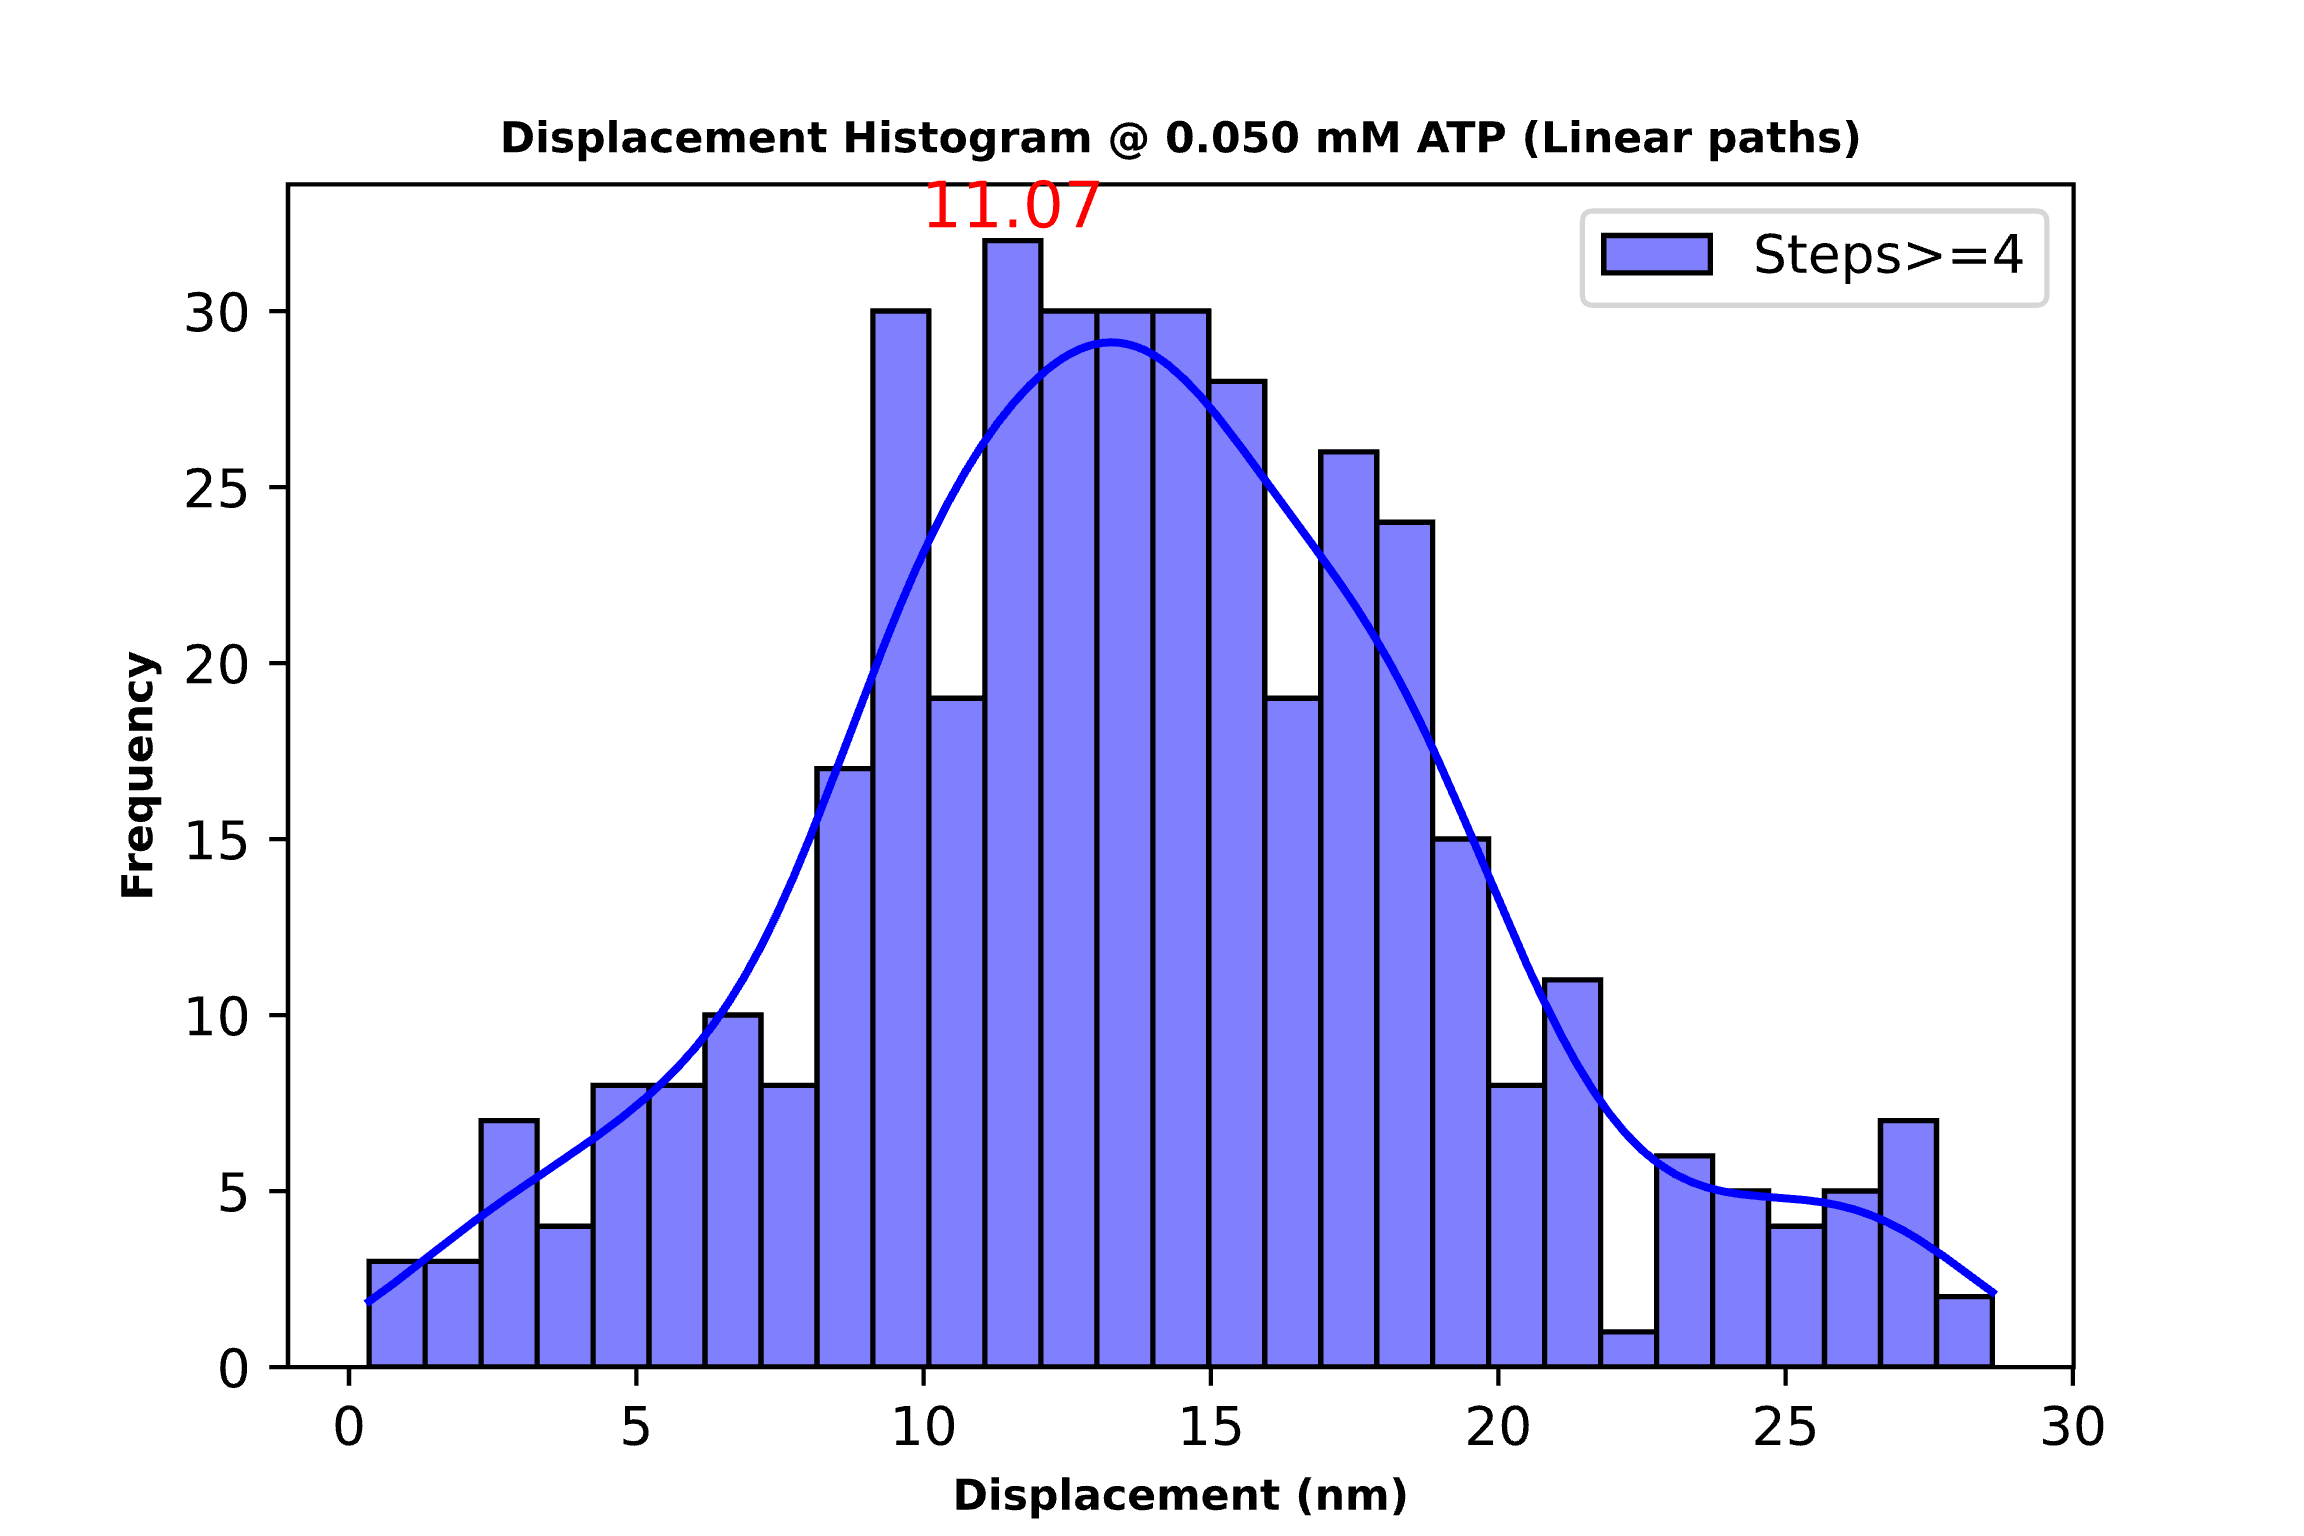 Displacement Histogram @ 0.050 mM ATP (Linear paths)
11.07
Steps>=4
Frequency
30
25
20
15
10
5
0
0 5 10 15 20 25 30
Displacement (nm)